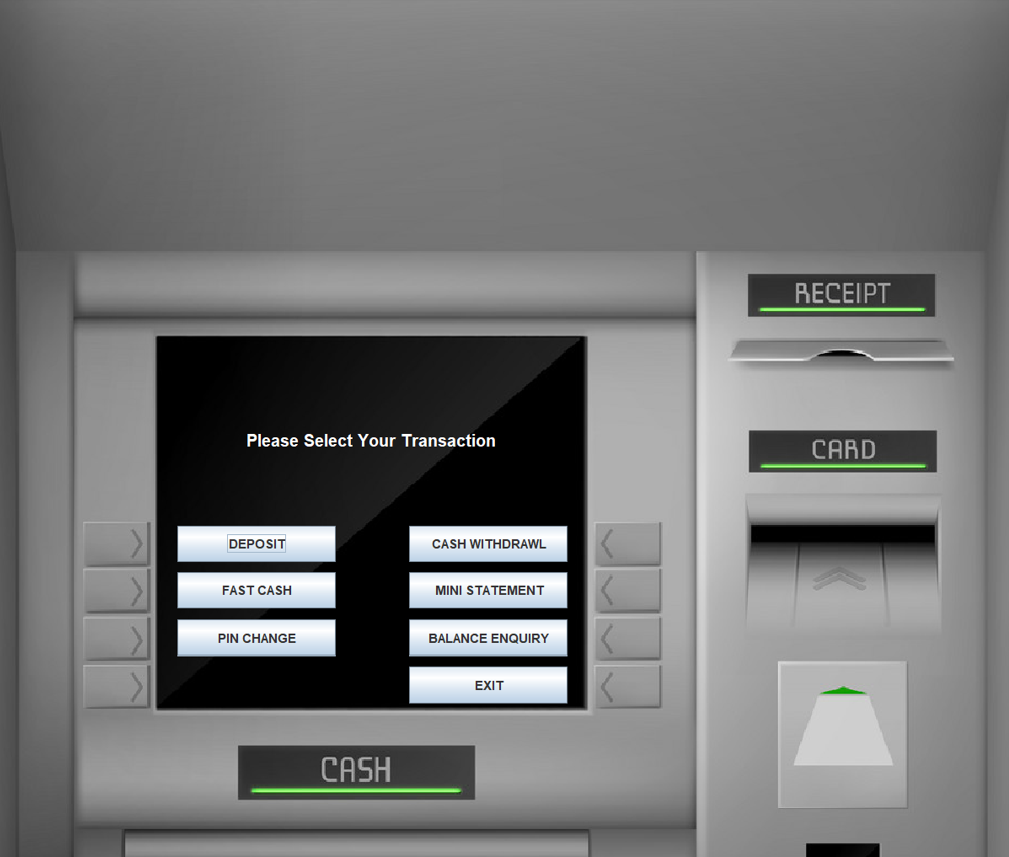 RECEIPT
Please Select Your Transaction
CARD
DEPOSIT
CASH WITHDRAWL
FAST CASH
MINI STATEMENT
PIN CHANGE
BALANCE ENQUIRY
EXIT
CASH